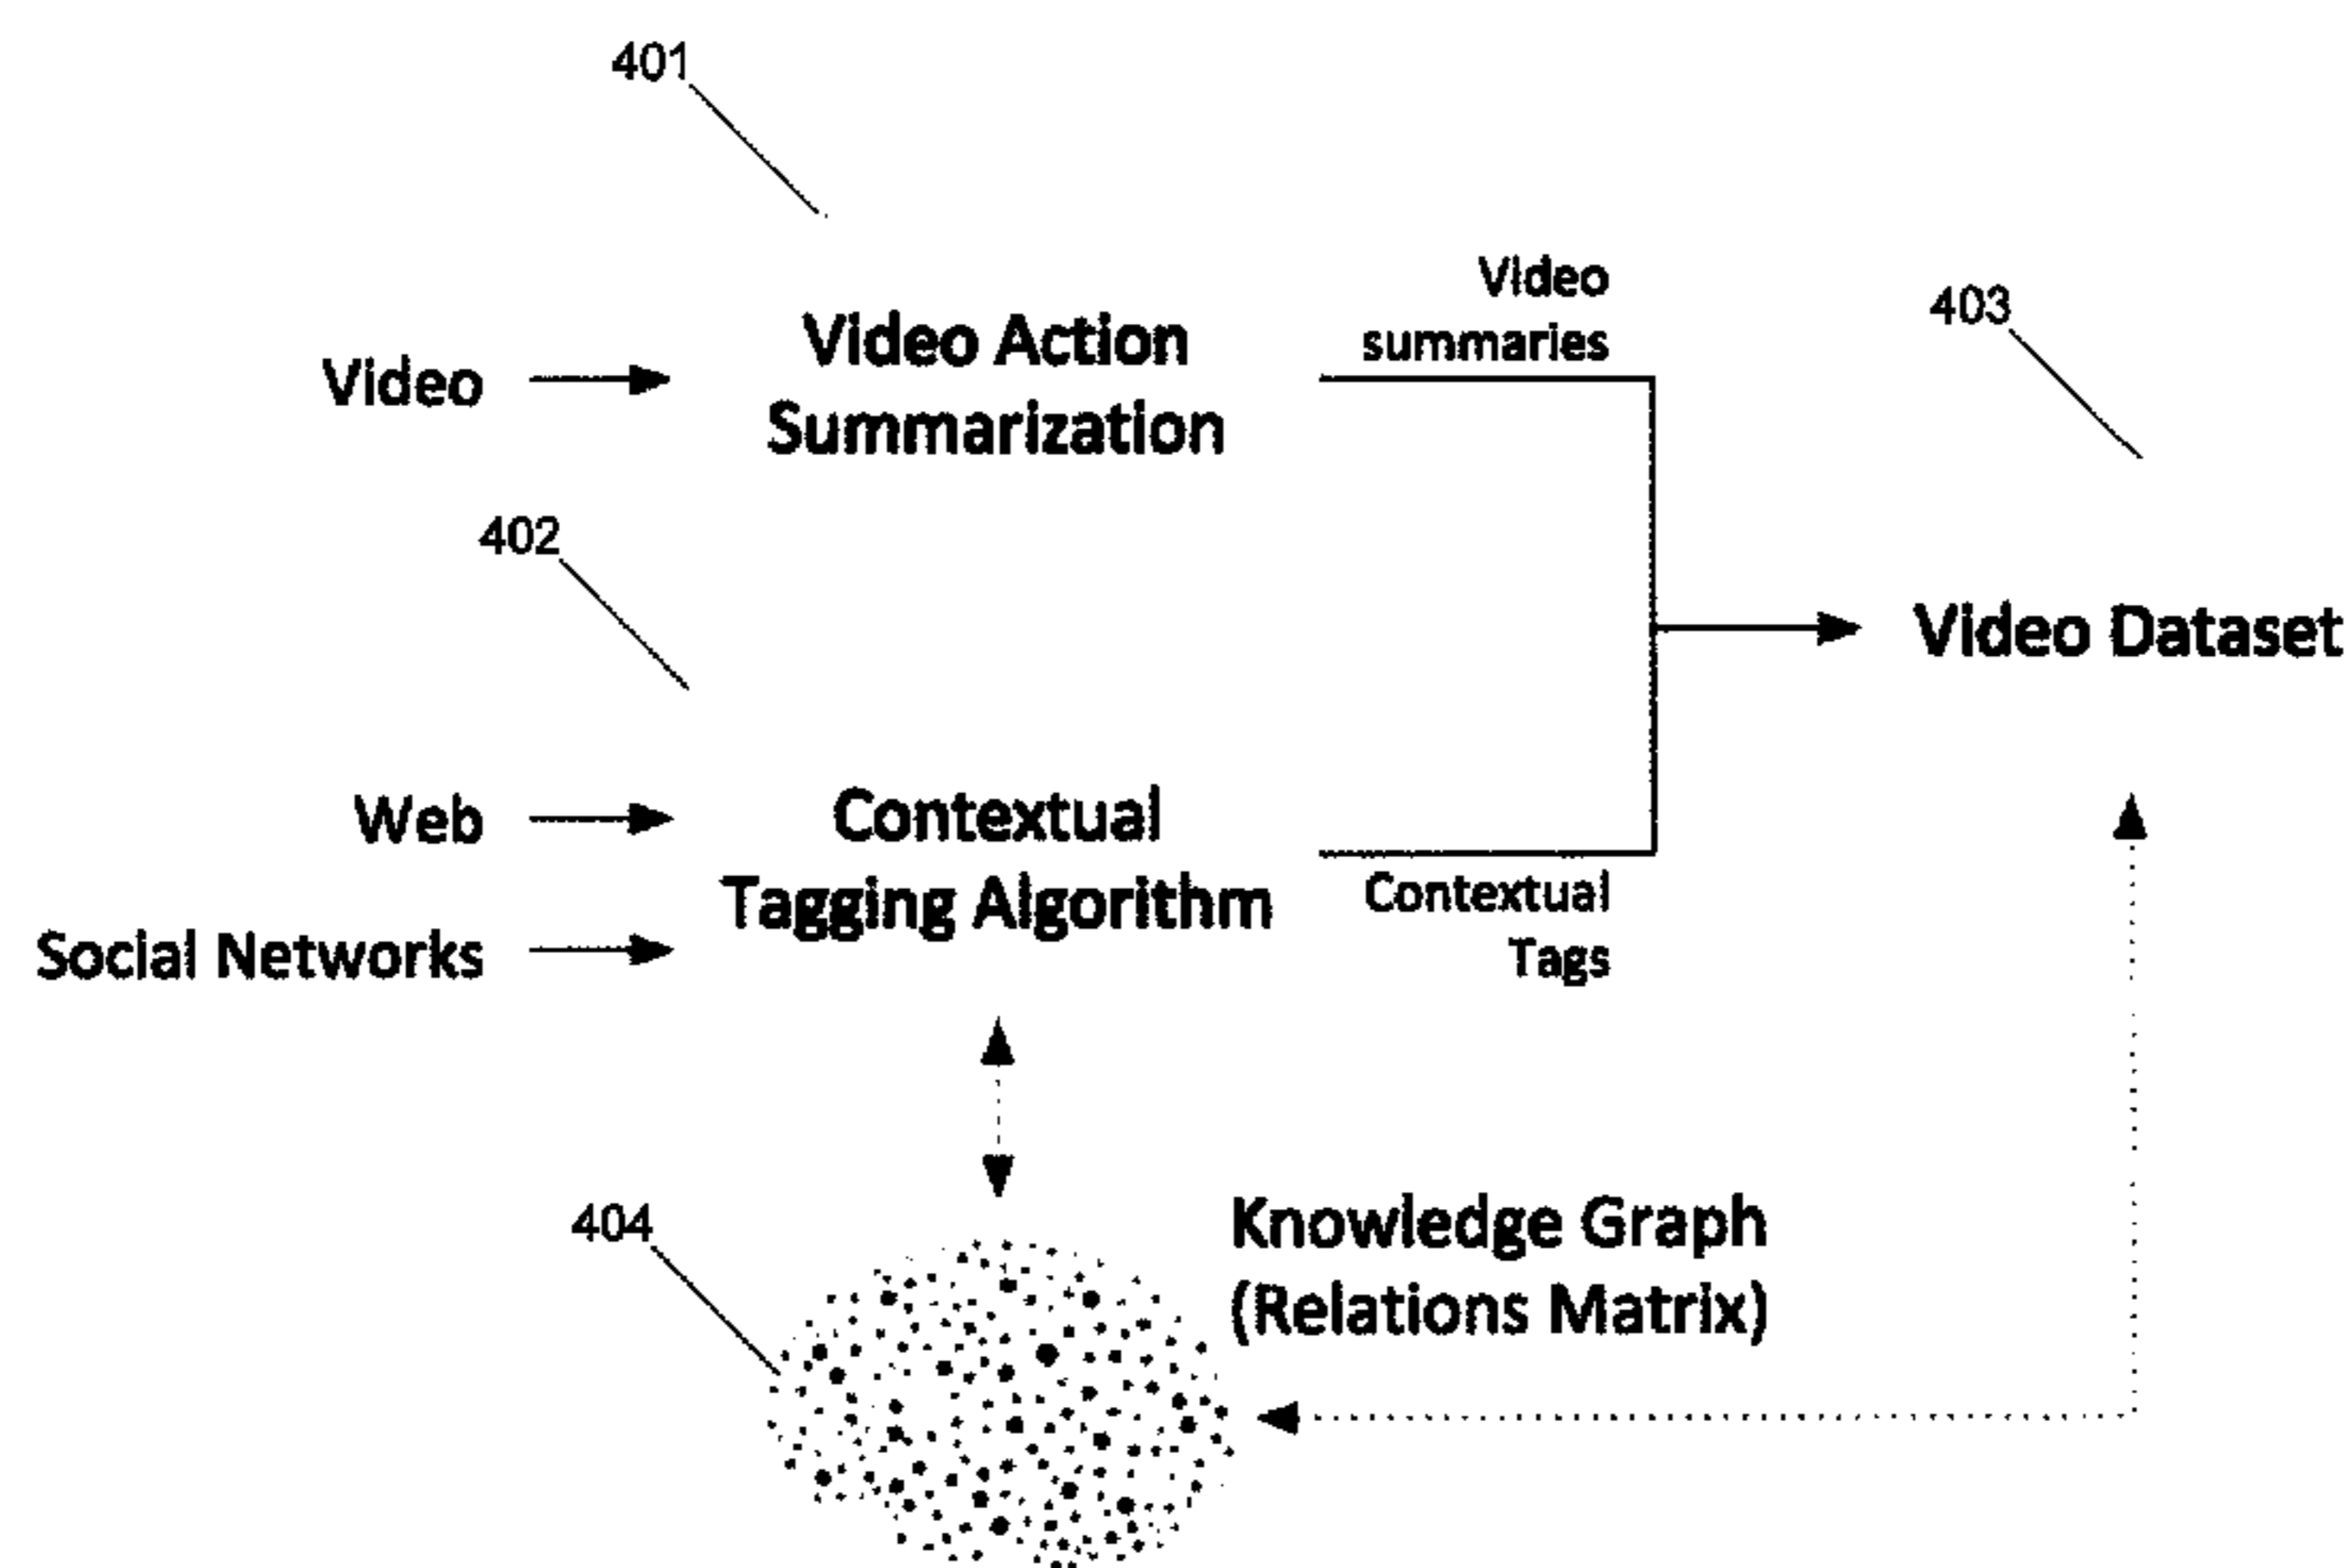 401
Video
summaries
403
Video Action
Summarization
Video
402
Video Dataset
Web
Contextual
Tagging Algorithm
Social Networks
Contextual
Tags
404
Knowledge Graph
(Relations Matrix)